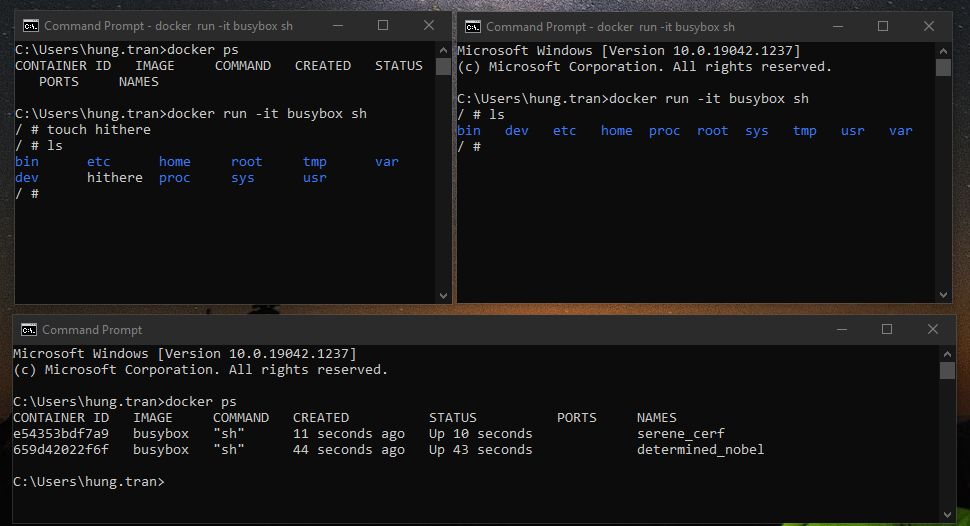 Command Prompt - docker run -it busybox sh
C:\Users\hung.tran>docker ps
CONTAINER ID   IMAGE     COMMAND   CREATED   STATUS
   PORTS     NAMES
C:\Users\hung.tran>docker run -it busybox sh
/ # touch hithere
/ # ls
bin      etc      home     root     tmp      var
dev      hithere  proc     sys      usr
/ #
Command Prompt - docker run -it busybox sh
Microsoft Windows [Version 10.0.19042.1237]
(c) Microsoft Corporation. All rights reserved.
C:\Users\hung.tran>docker run -it busybox sh
/ # ls
bin   dev   etc   home  proc  root  sys   tmp   usr   var
/ #
Command Prompt
Microsoft Windows [Version 10.0.19042.1237]
(c) Microsoft Corporation. All rights reserved.
C:\Users\hung.tran>docker ps
CONTAINER ID   IMAGE     COMMAND   CREATED          STATUS          PORTS     NAMES
e54353bdf7a9   busybox   "sh"      11 seconds ago   Up 10 seconds             serene_cerf
659d42022f6f   busybox   "sh"      44 seconds ago   Up 43 seconds             determined_nobel
C:\Users\hung.tran>